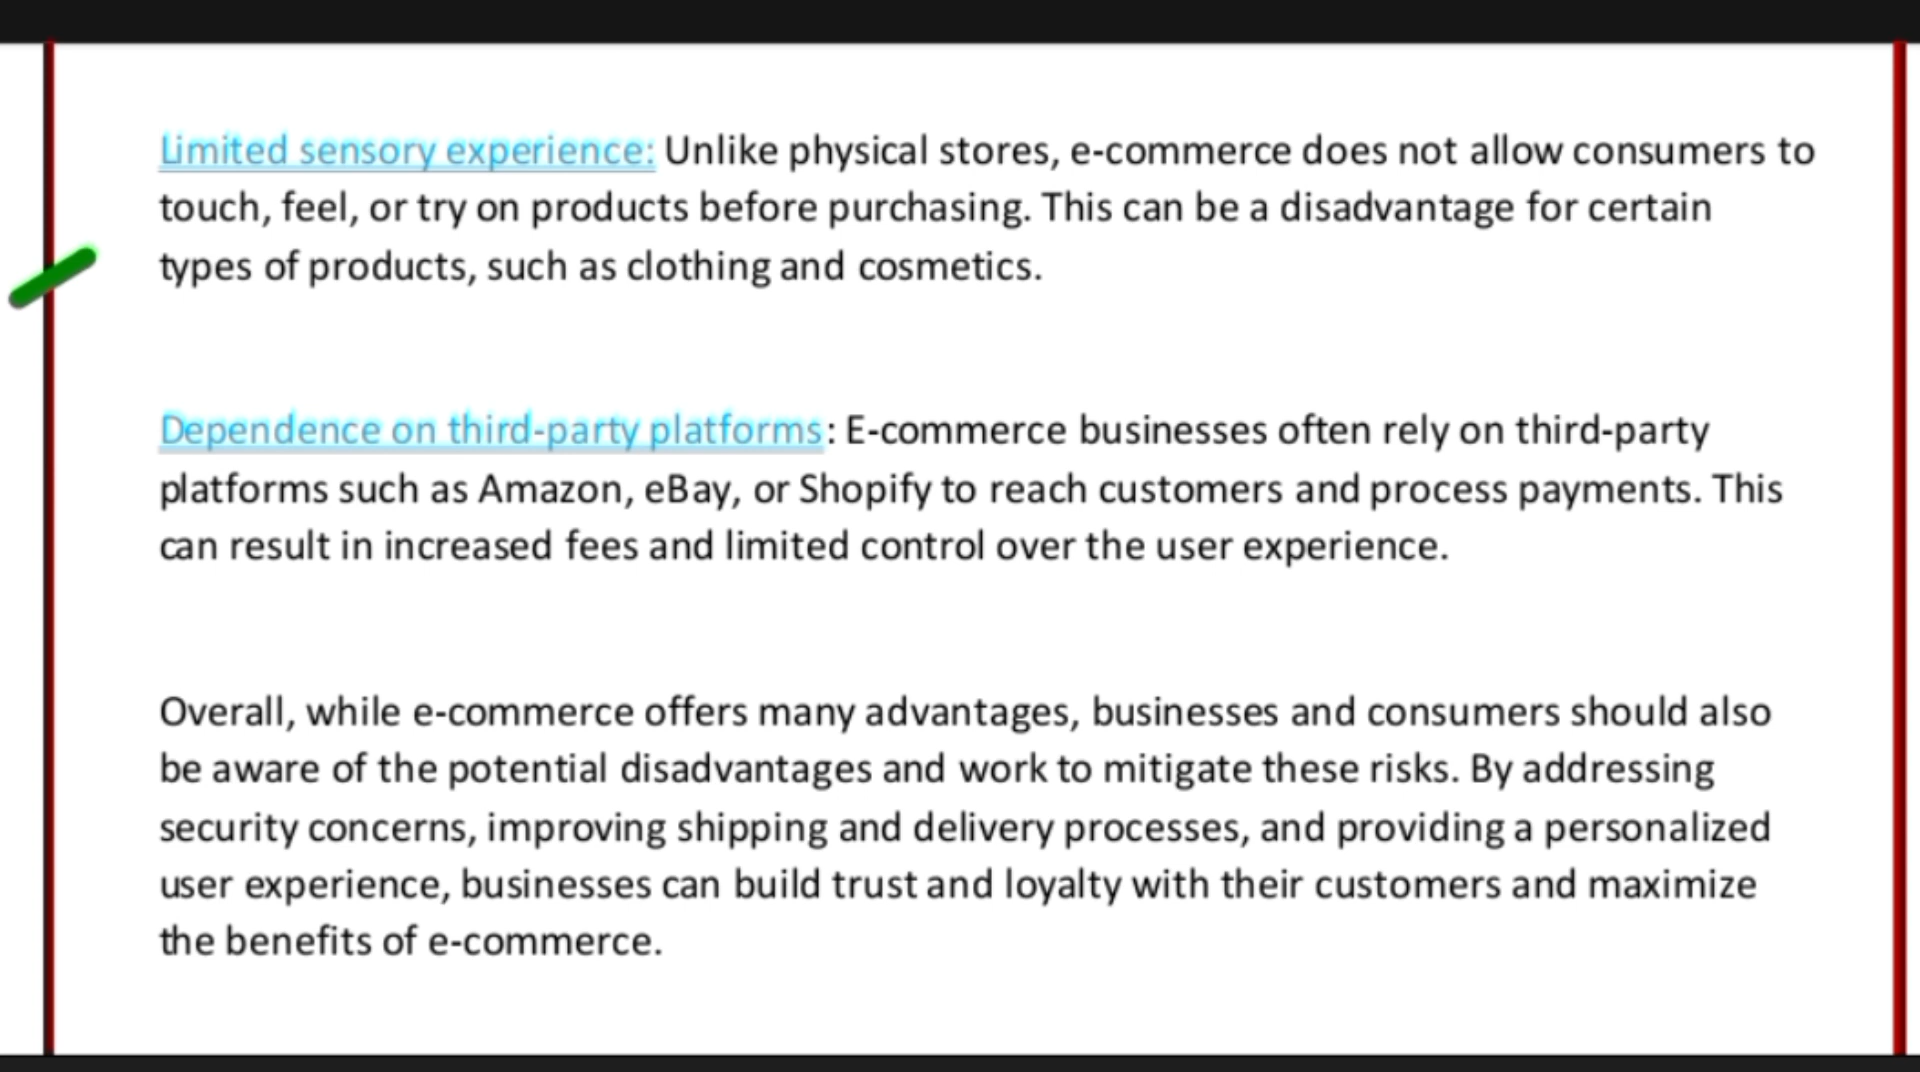 Limited sensory experience: Unlike physical stores, e-commerce does not allow consumers to
touch, feel, or try on products before purchasing. This can be a disadvantage for certain
types of products, such as clothing and cosmetics.
Dependence on third-party platforms: E-commerce businesses often rely on third-party
platforms such as Amazon, eBay, or Shopify to reach customers and process payments. This
can result in increased fees and limited control over the user experience.
Overall, while e-commerce offers many advantages, businesses and consumers should also
be aware of the potential disadvantages and work to mitigate these risks. By addressing
security concerns, improving shipping and delivery processes, and providing a personalized
user experience, businesses can build trust and loyalty with their customers and maximize
the benefits of e-commerce.